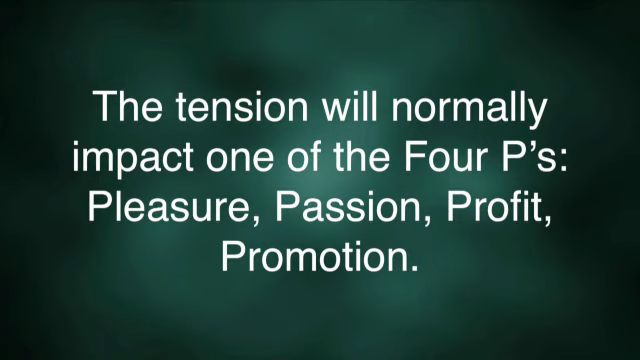 The tension will normally
impact one of the Four P’s:
Pleasure, Passion, Profit,
Promotion.